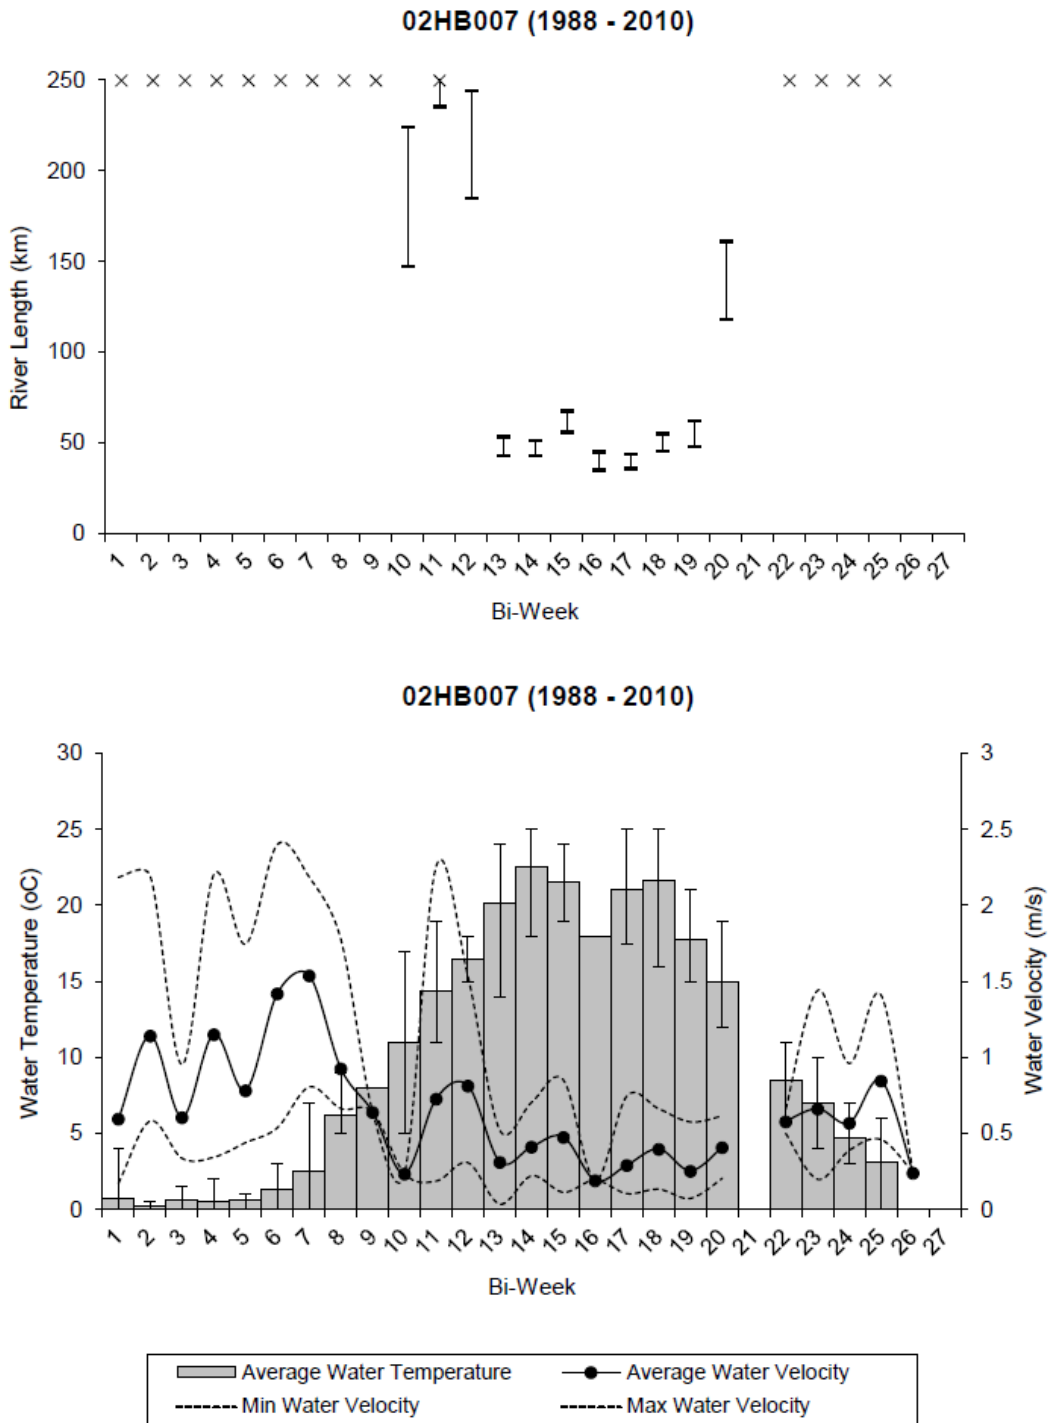 02HB007 (1988 - 2010)
250
200
150
100
50
0
River Length (km)
1 2 3 4 5 6 7 8 9 10 11 12 13 14 15 16 17 18 19 20 21 22 23 24 25 26 27
Bi-Week
02HB007 (1988 - 2010)
30
25
20
15
10
5
0
Water Temperature (oC)
3
2.5
2
1.5
1
0.5
0
Water Velocity (m/s)
1 2 3 4 5 6 7 8 9 10 11 12 13 14 15 16 17 18 19 20 21 22 23 24 25 26 27
Bi-Week
Average Water Temperature
Average Water Velocity
Min Water Velocity
Max Water Velocity